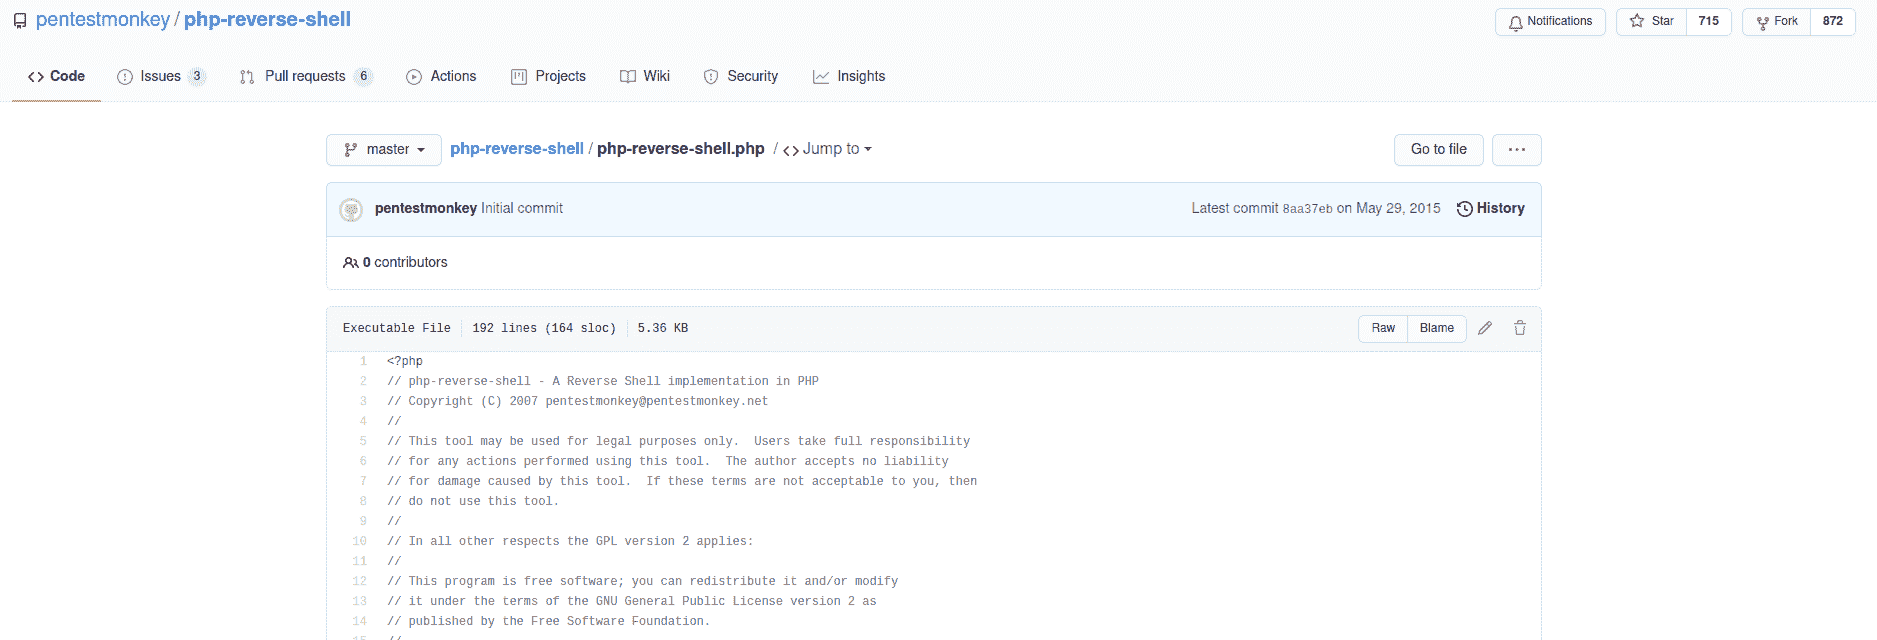 pentestmonkey / php-reverse-shell
Notifications Star 715 Fork 872
Code Issues 3 Pull requests 6 Actions Projects Wiki Security Insights
master php-reverse-shell / php-reverse-shell.php / <> Jump to Go to file ...
pentestmonkey Initial commit Latest commit 8aa37eb on May 29, 2015 History
0 contributors
Executable File 192 lines (164 sloc) 5.36 KB Raw Blame
1 <?php
2 // php-reverse-shell - A Reverse Shell implementation in PHP
3 // Copyright (C) 2007 pentestmonkey@pentestmonkey.net
4 //
5 // This tool may be used for legal purposes only.  Users take full responsibility
6 // for any actions performed using this tool.  The author accepts no liability
7 // for damage caused by this tool.  If these terms are not acceptable to you, then
8 // do not use this tool.
9 //
10 // In all other respects the GPL version 2 applies:
11 //
12 // This program is free software; you can redistribute it and/or modify
13 // it under the terms of the GNU General Public License version 2 as
14 // published by the Free Software Foundation.
15 //